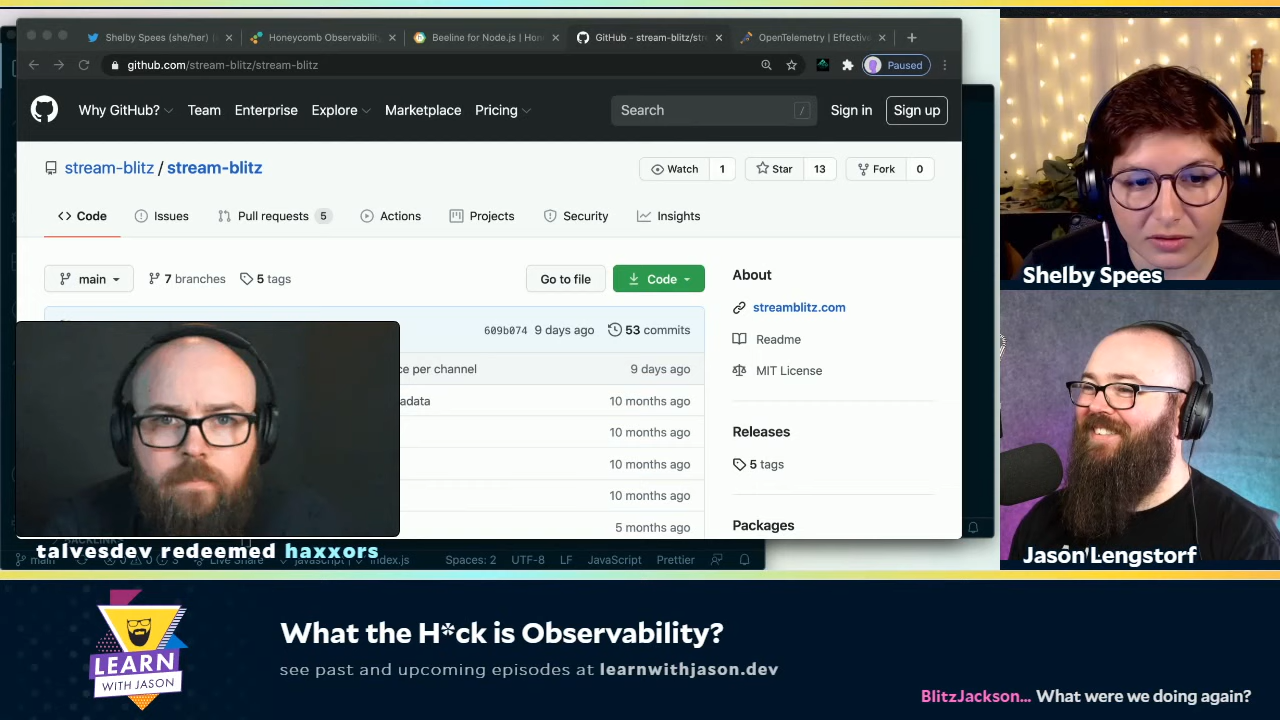 Shelby Spees (she/her) |
Honeycomb Observability
Beeline for Node.js | Hon
GitHub - stream-blitz/stre
OpenTelemetry | Effective
github.com/stream-blitz/stream-blitz
Paused
Why GitHub?
Team
Enterprise
Explore
Marketplace
Pricing
Search
/
Sign in
Sign up
stream-blitz / stream-blitz
Watch 1
Star 13
Fork 0
Code
Issues
Pull requests 5
Actions
Projects
Security
Insights
main
7 branches
5 tags
Go to file
Code
609b074 9 days ago
53 commits
ce per channel
9 days ago
adata
10 months ago
10 months ago
10 months ago
10 months ago
5 months ago
About
streamblitz.com
Readme
MIT License
Releases
5 tags
Packages
talvesdev redeemed haxxors
main
Live Share
index.js
Spaces: 2
UTF-8
LF
JavaScript
Prettier
Shelby Spees
Jason Lengstorf
LEARN
WITH JASON
What the H*ck is Observability?
see past and upcoming episodes at learnwithjason.dev
BlitzJackson... What were we doing again?